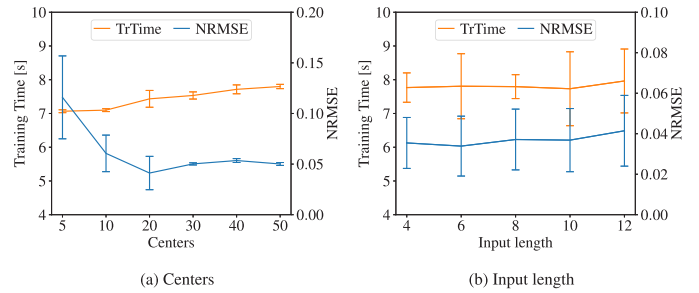 10
9
8
7
6
5
4
Training Time [s]
TrTime
NRMSE
0.20
0.15
0.10
0.05
0.00
NRMSE
5 10 20 30 40 50
Centers
(a) Centers
10
9
8
7
6
5
4
Training Time [s]
TrTime
NRMSE
0.10
0.08
0.06
0.04
0.02
0.00
NRMSE
4 6 8 10 12
Input length
(b) Input length